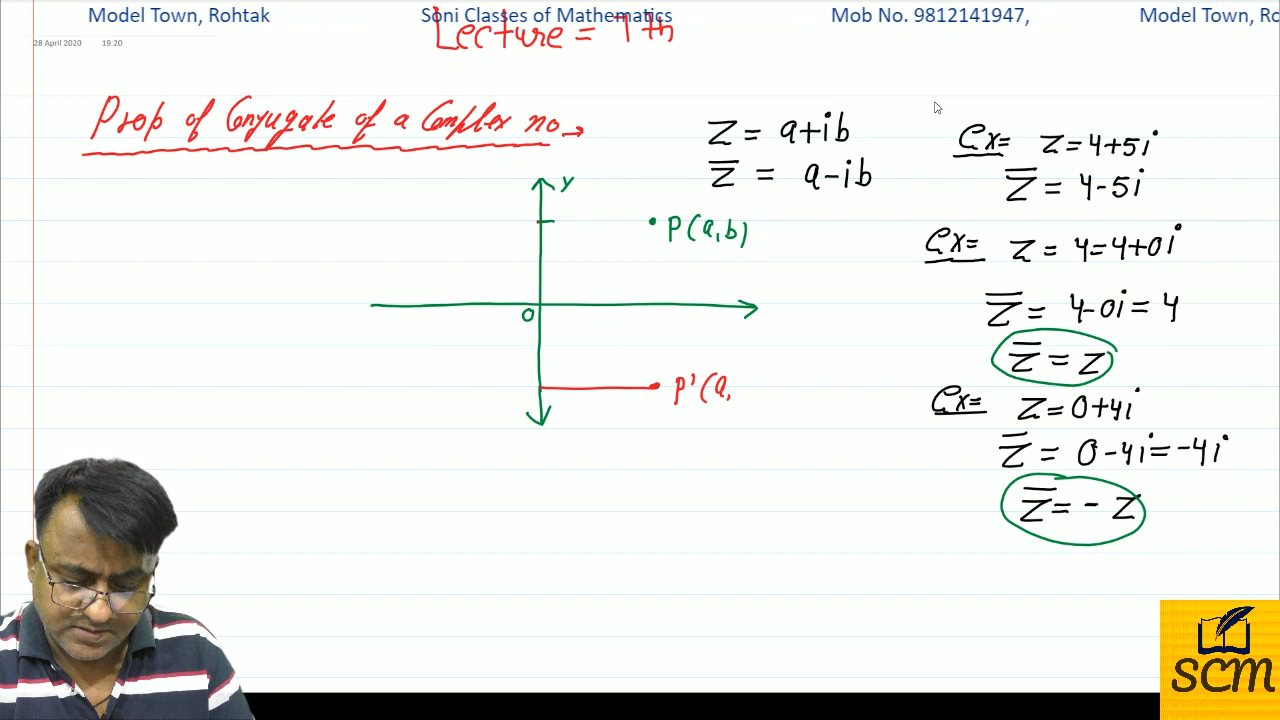 Model Town, Rohtak Soni Classes of Mathematics Mob No. 9812141947, Model Town, Ro
Lecture = 7th
28 April 2020 19:20
Prop of Conjugate of a Complex no →
Z = a+ib
Z̅ = a-ib
Y
P(a,b)
O
P'(a,
Ex= Z=4+5i
Z̅= 4-5i
Ex= Z = 4=4+0i
Z̅= 4-0i= 4
Z̅ = Z
Ex= Z=0+4i
Z̅ = 0-4i=-4i
Z̅= - Z
SCM